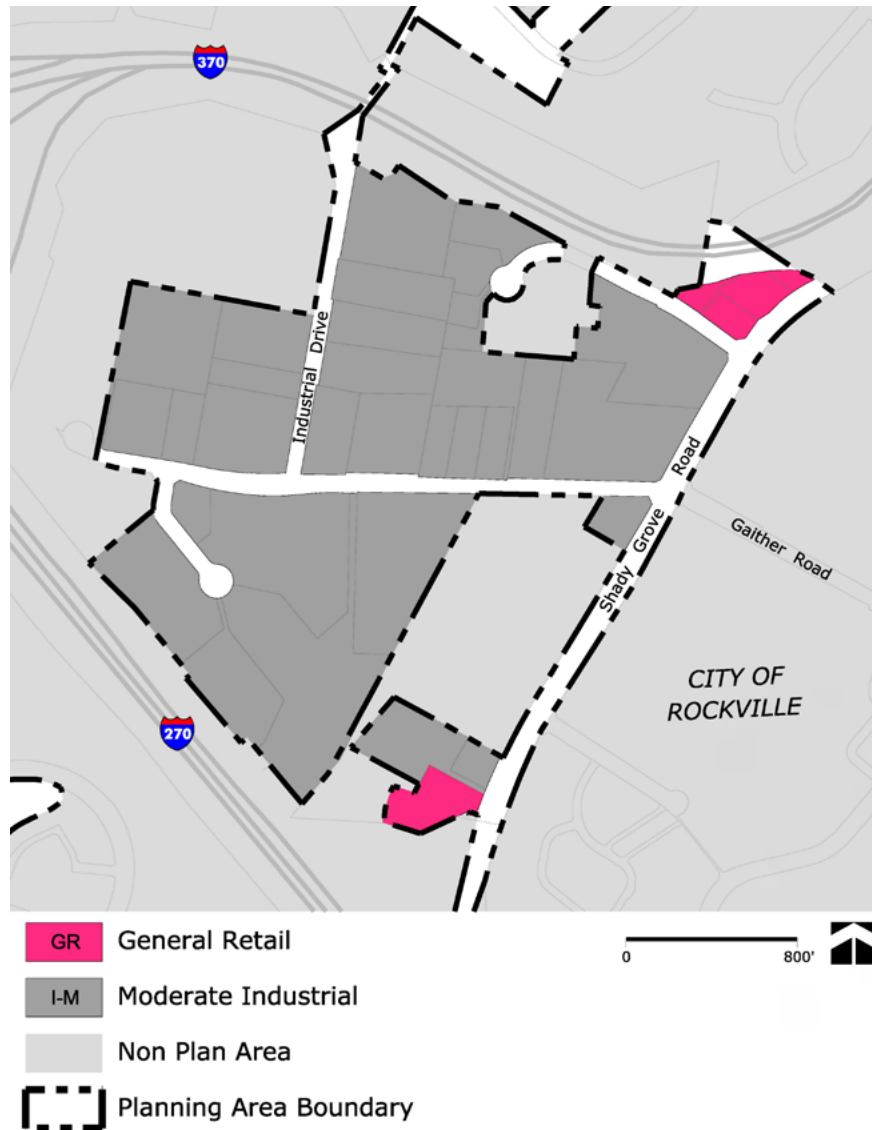 370
Industrial Drive
Shady Grove Road
Gaither Road
CITY OF
ROCKVILLE
270
GR General Retail
0 800'
I-M Moderate Industrial
Non Plan Area
Planning Area Boundary